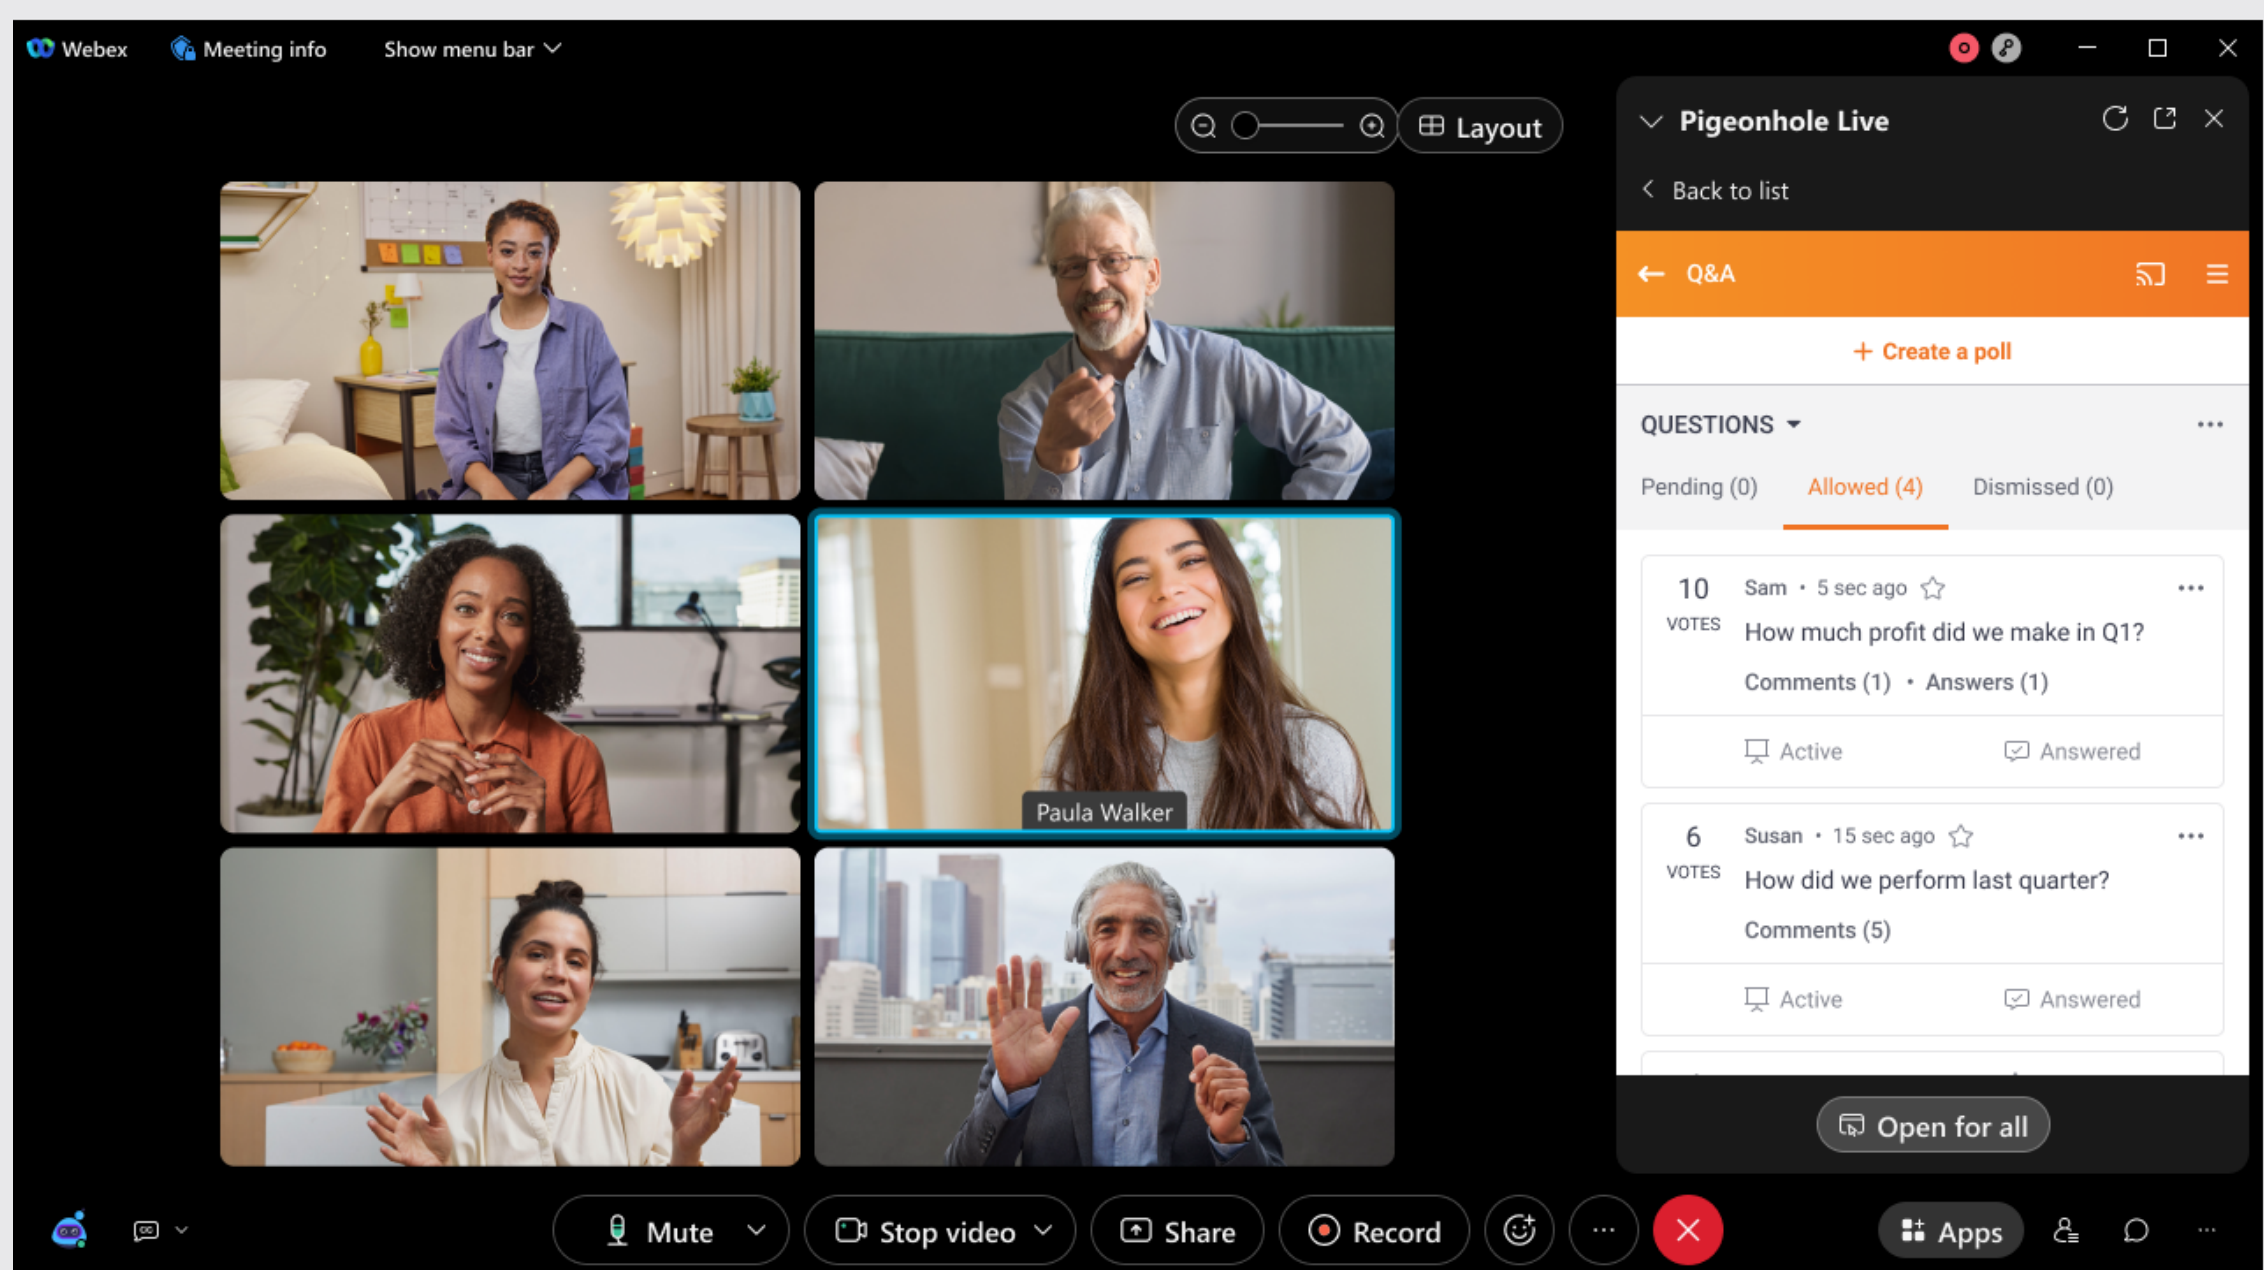 Webex
Meeting info
Show menu bar
Layout
Pigeonhole Live
Back to list
Q&A
+ Create a poll
QUESTIONS
Pending (0)
Allowed (4)
Dismissed (0)
10
VOTES
Sam • 5 sec ago
How much profit did we make in Q1?
Comments (1) • Answers (1)
Active
Answered
6
VOTES
Susan • 15 sec ago
How did we perform last quarter?
Comments (5)
Active
Answered
Paula Walker
Open for all
CC
Mute
Stop video
Share
Record
Apps